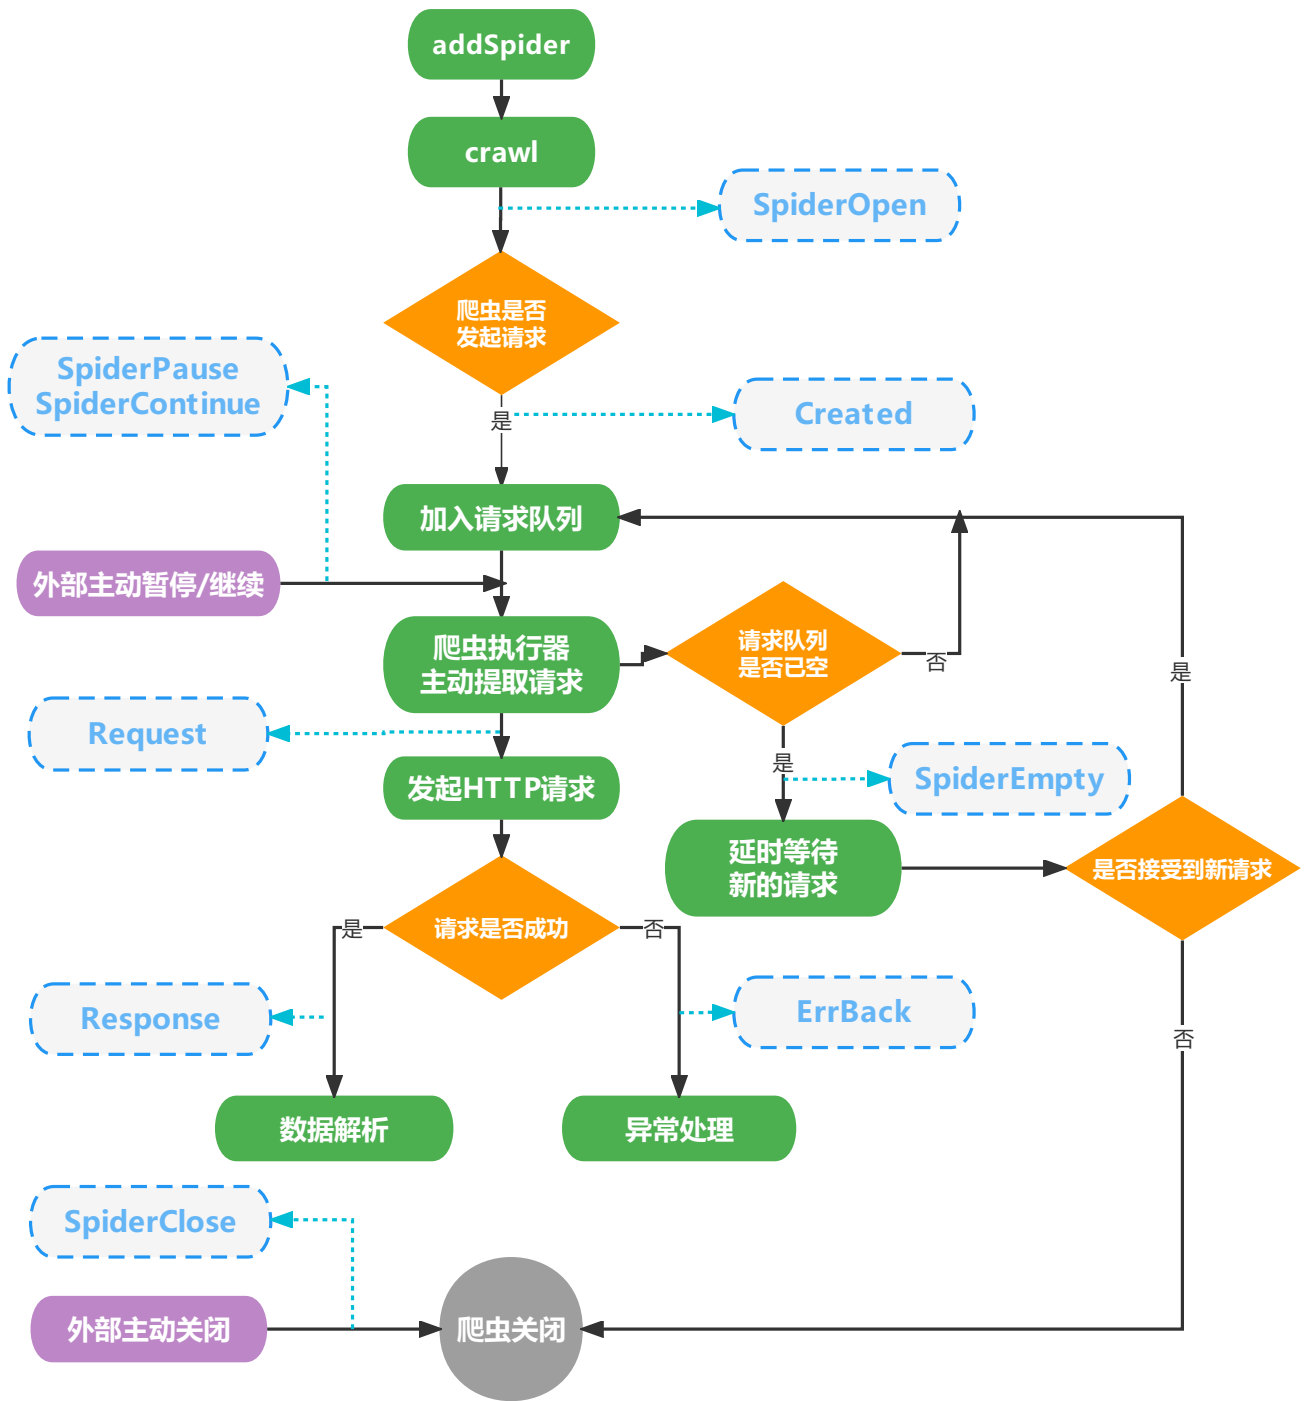 addSpider
crawl
SpiderOpen
爬虫是否
发起请求
SpiderPause
SpiderContinue
是
Created
加入请求队列
外部主动暂停/继续
爬虫执行器
主动提取请求
请求队列
是否已空
否
是
Request
是
SpiderEmpty
发起HTTP请求
延时等待
新的请求
是否接受到新请求
是
请求是否成功
否
Response
ErrBack
否
数据解析
异常处理
SpiderClose
外部主动关闭
爬虫关闭